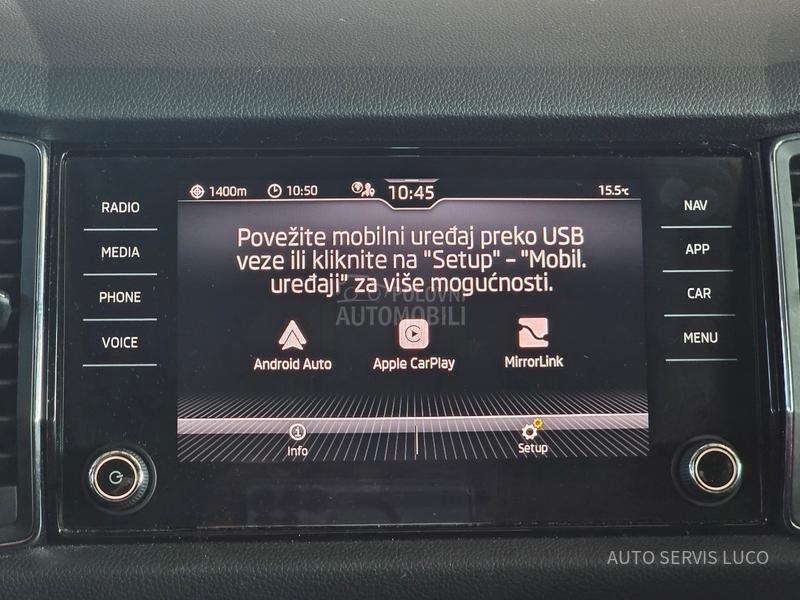 1400m 10:50 10:45 15.5°c
RADIO
MEDIA
PHONE
VOICE
Povežite mobilni uređaj preko USB
veze ili kliknite na "Setup" - "Mobil.
uređaji" za više mogućnosti.
POLOVNI
AUTOMOBILI
Android Auto Apple CarPlay MirrorLink
Info Setup
NAV
APP
CAR
MENU
AUTO SERVIS LUCO